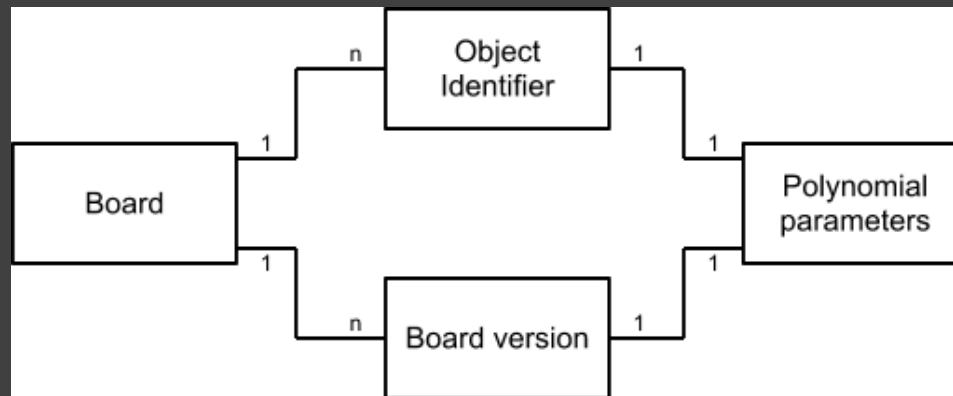 Object
Identifier
n
1
1
1
Board
Polynomial
parameters
1
1
n
1
Board version